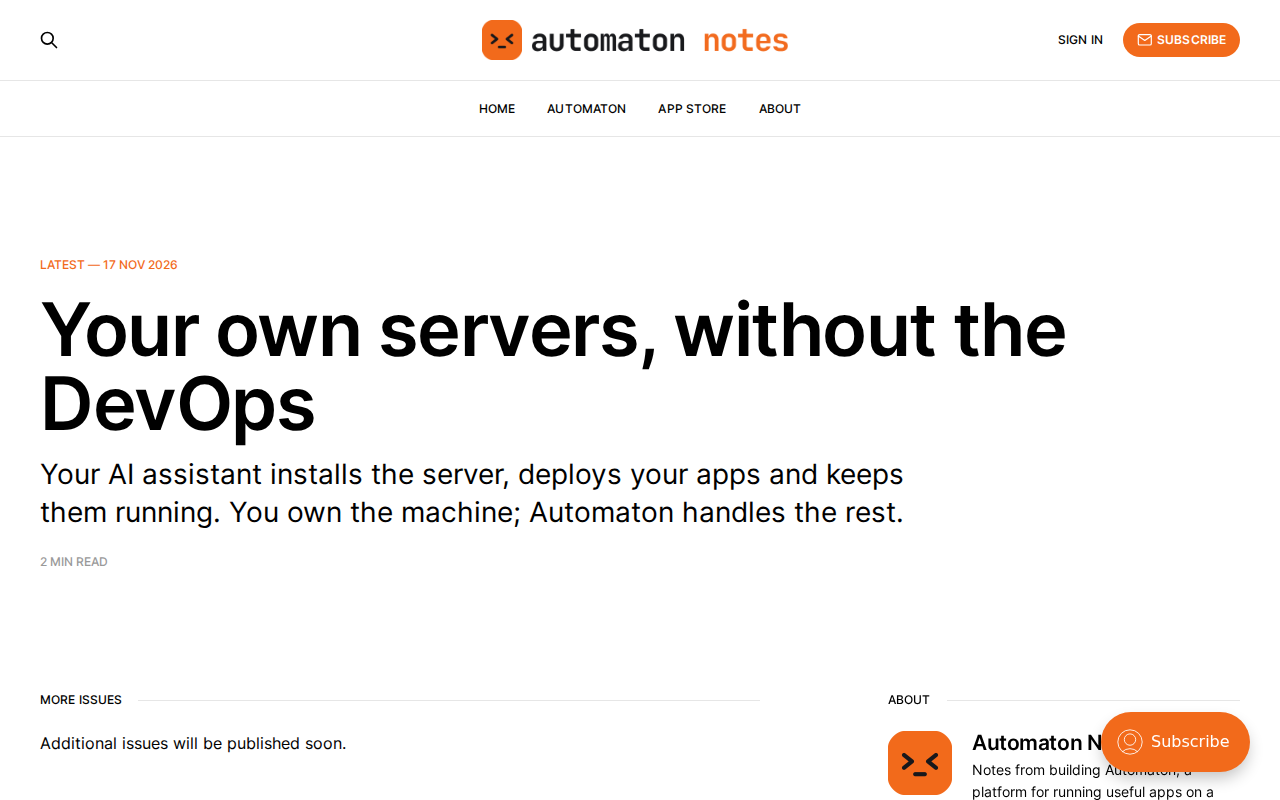 automaton notes
SIGN IN
SUBSCRIBE
HOME
AUTOMATON
APP STORE
ABOUT
LATEST — 17 NOV 2026
Your own servers, without the
DevOps
Your AI assistant installs the server, deploys your apps and keeps
them running. You own the machine; Automaton handles the rest.
2 MIN READ
MORE ISSUES
Additional issues will be published soon.
ABOUT
Automaton
Notes from building Automaton, a
platform for running useful apps on a
Subscribe